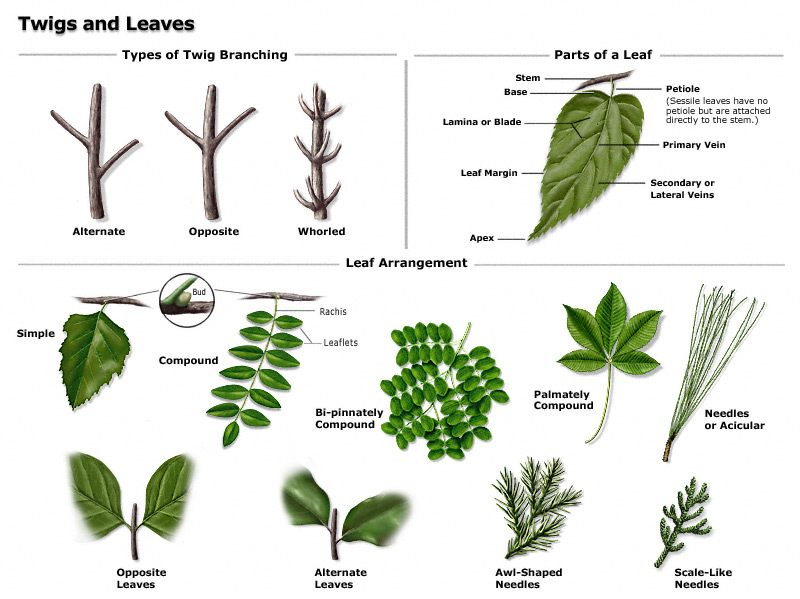 Twigs and Leaves
Types of Twig Branching
Alternate
Opposite
Whorled
Parts of a Leaf
Stem
Base
Petiole
(Sessile leaves have no
petiole but are attached
directly to the stem.)
Lamina or Blade
Primary Vein
Leaf Margin
Secondary or
Lateral Veins
Apex
Leaf Arrangement
Simple
Bud
Compound
Rachis
Leaflets
Bi-pinnately
Compound
Palmately
Compound
Needles
or Acicular
Opposite
Leaves
Alternate
Leaves
Awl-Shaped
Needles
Scale-Like
Needles